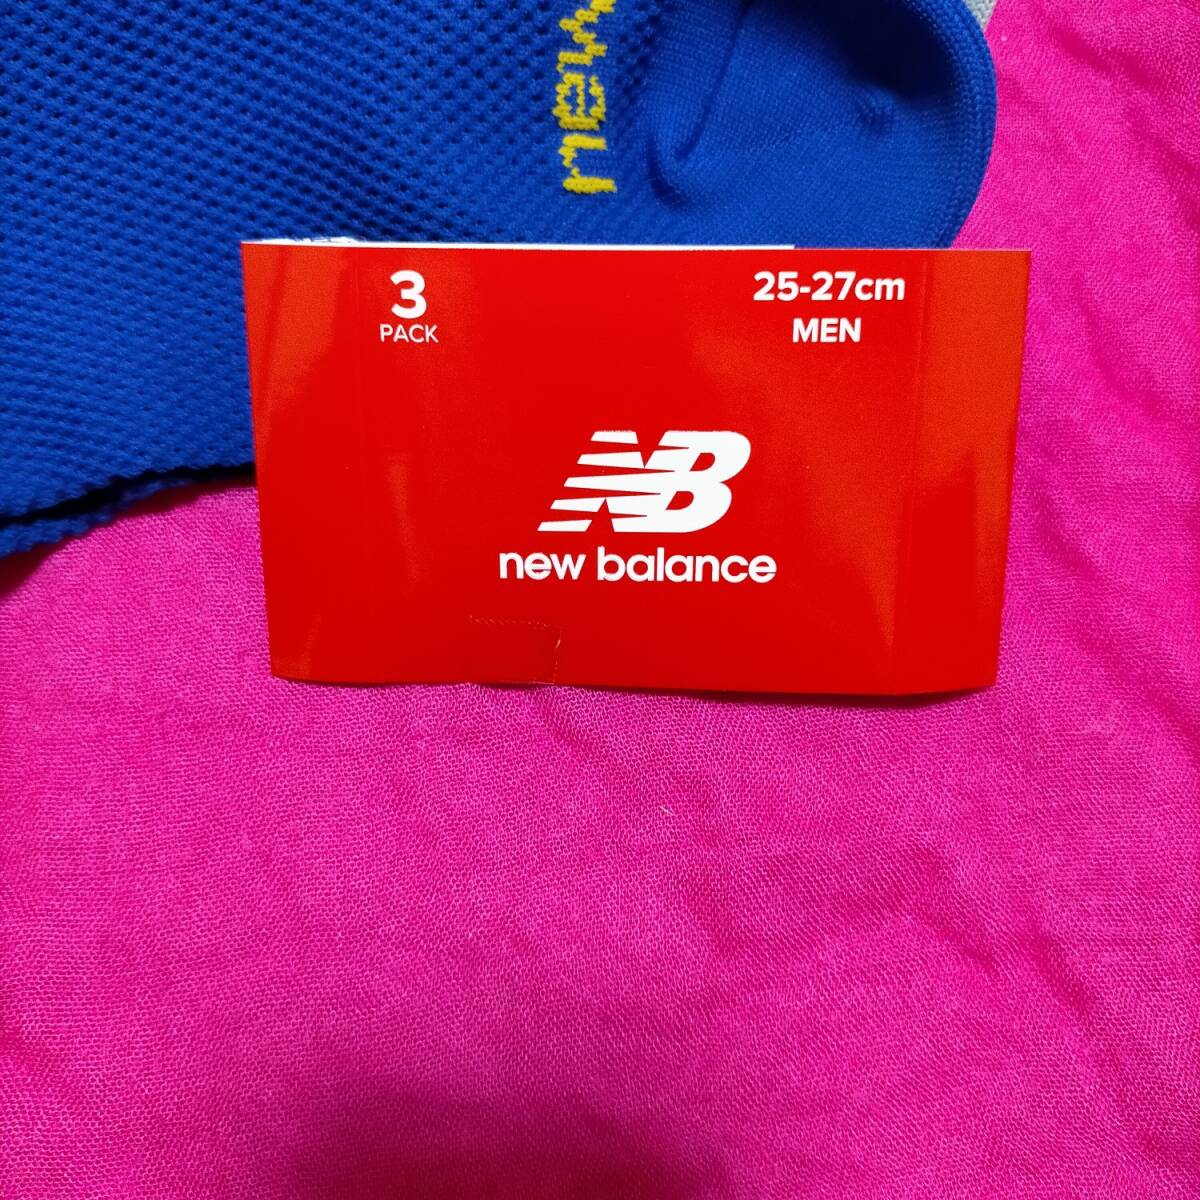 new
3
PACK
25-27cm
MEN
NB
new balance